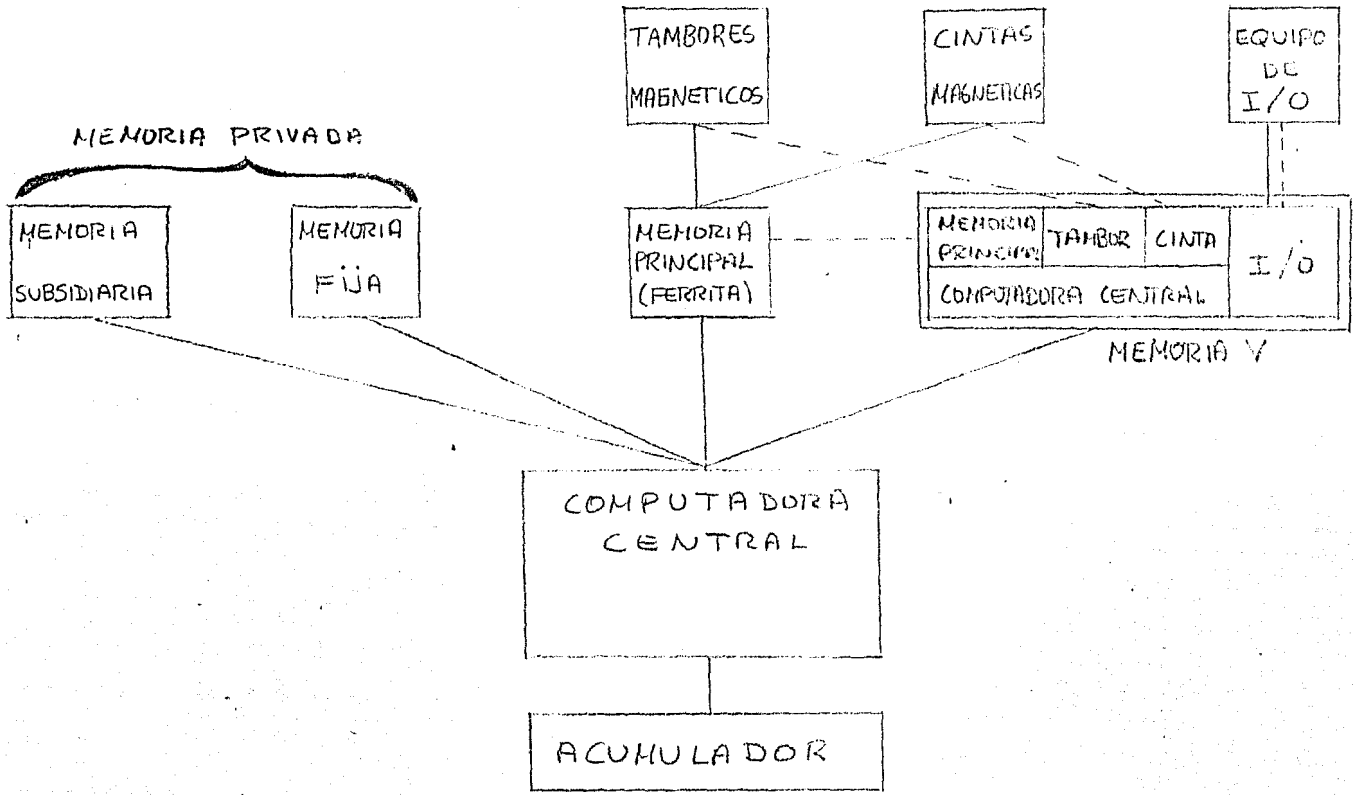 TAMBORES
MAGNETICOS
CINTAS
MAGNETICAS
EQUIPO
DE
I/O
MEMORIA PRIVADA
MEMORIA
SUBSIDIARIA
MEMORIA
FIJA
MEMORIA
PRINCIPAL
(FERRITA)
MEMORIA
PRINCIPAL
TAMBOR
CINTA
I/O
COMPUTADORA CENTRAL
MEMORIA V
COMPUTADORA
CENTRAL
ACUMULADOR